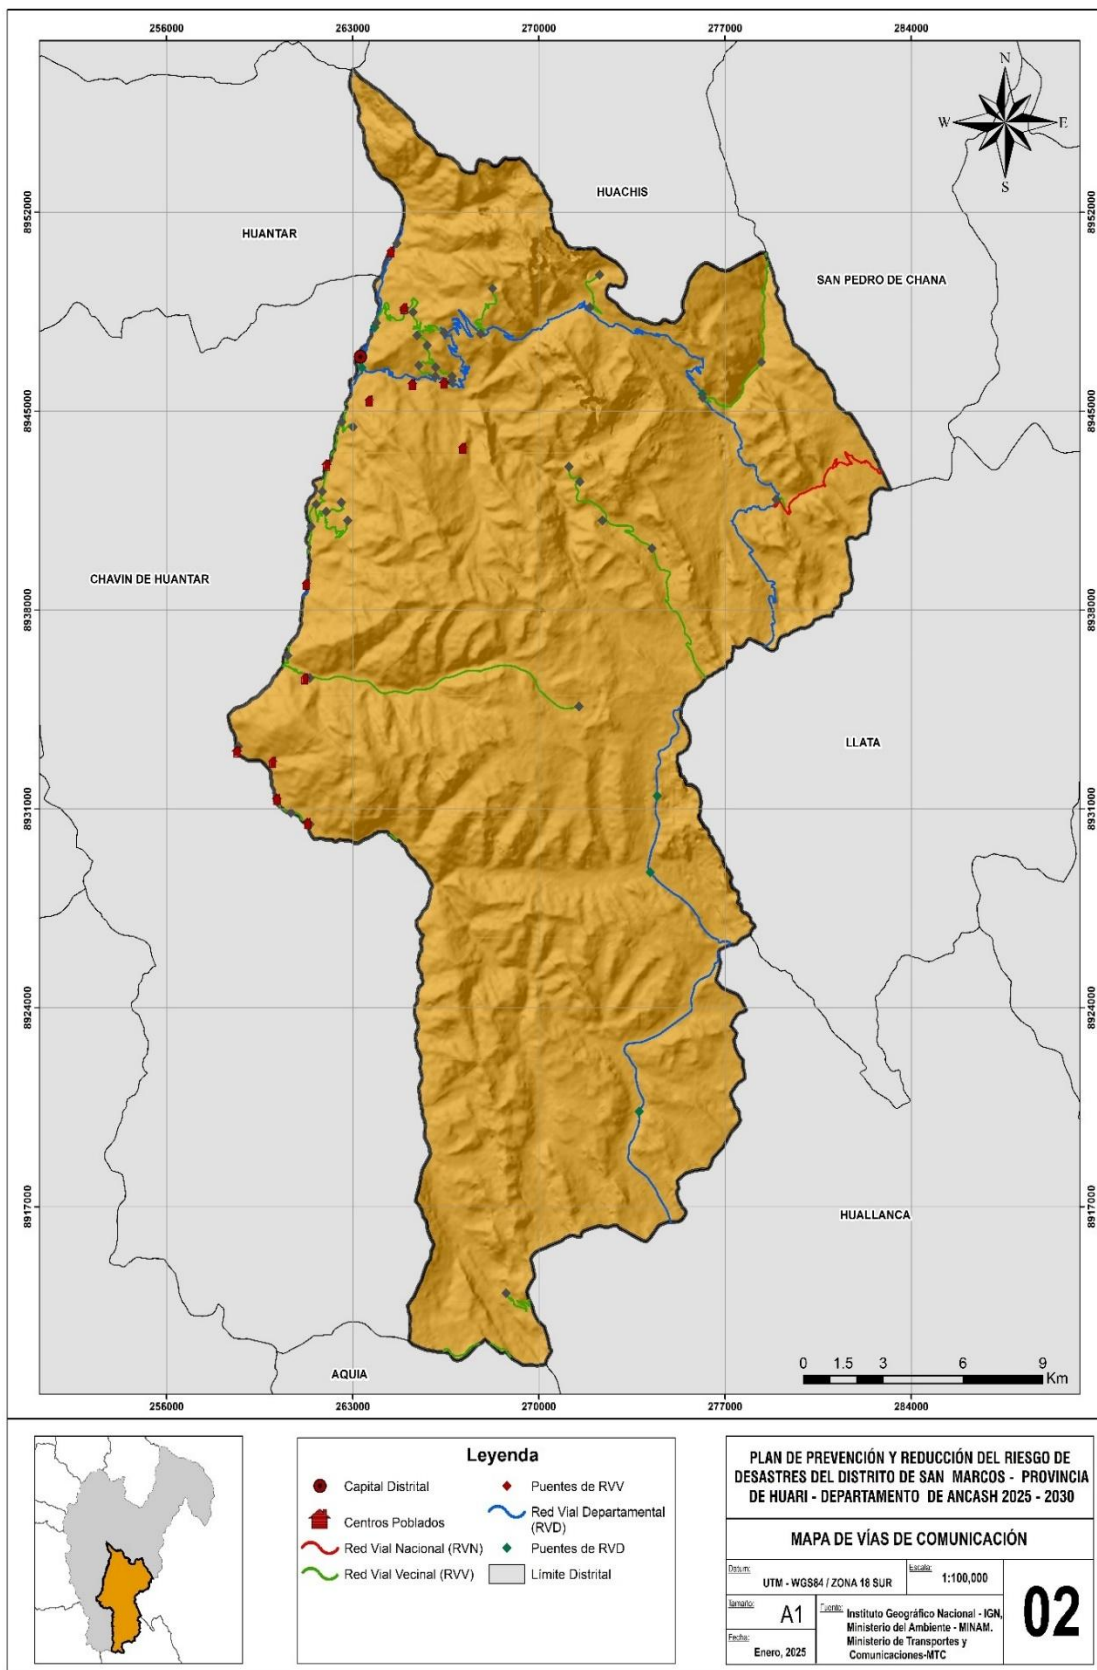 256000 263000 270000 277000 284000
N
W E
S
8952000 8952000
HUACHIS
HUANTAR
SAN PEDRO DE CHANA
8945000 8945000
CHAVIN DE HUANTAR
8938000 8938000
LLATA
8931000 8931000
8924000 8924000
8917000 8917000
HUALLANCA
AQUIA
0 1.5 3 6 9
Km
256000 263000 270000 277000 284000
Leyenda
Capital Distrital
Centros Poblados
Red Vial Nacional (RVN)
Red Vial Vecinal (RVV)
Puentes de RVV
Red Vial Departamental
(RVD)
Puentes de RVD
Límite Distrital
PLAN DE PREVENCIÓN Y REDUCCIÓN DEL RIESGO DE
DESASTRES DEL DISTRITO DE SAN MARCOS - PROVINCIA
DE HUARI - DEPARTAMENTO DE ANCASH 2025 - 2030
MAPA DE VÍAS DE COMUNICACIÓN
Datum:
UTM - WGS84 / ZONA 18 SUR
Escala:
1:100,000
Tamaño:
A1
Fecha:
Enero, 2025
Fuente:
Instituto Geográfico Nacional - IGN,
Ministerio del Ambiente - MINAM.
Ministerio de Transportes y
Comunicaciones-MTC
02